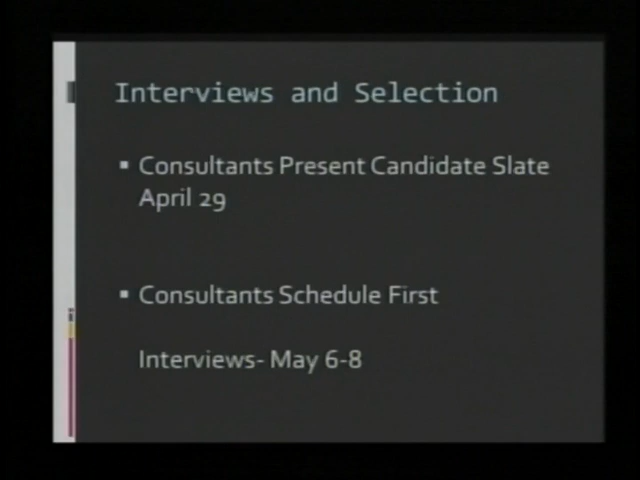 Interviews and Selection
▪ Consultants Present Candidate Slate
April 29
▪ Consultants Schedule First
Interviews- May 6-8